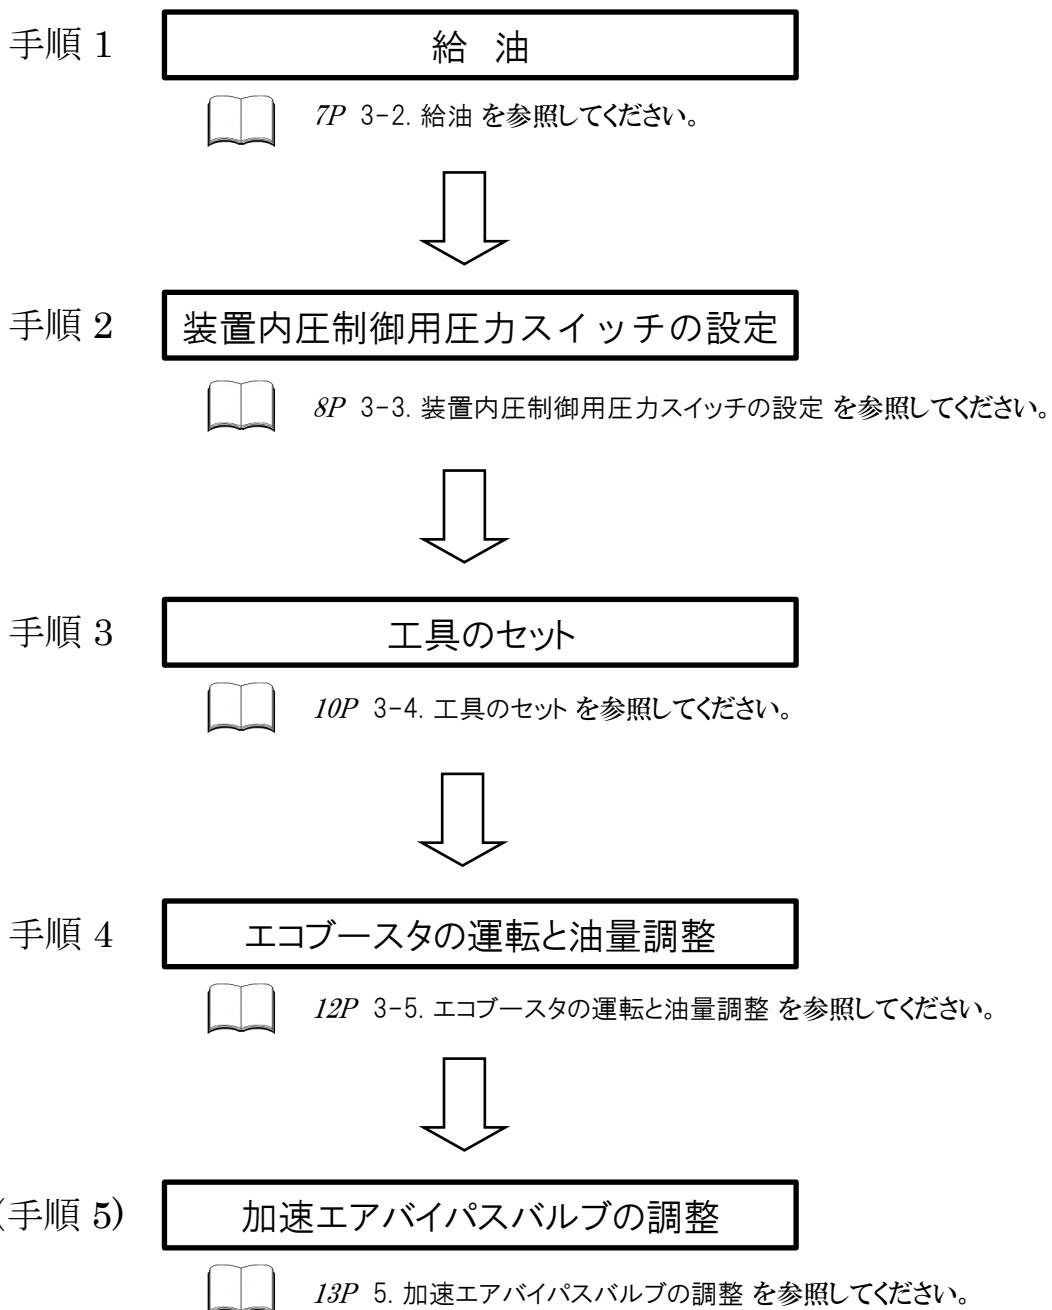 手順 1
給 油
7P 3-2. 給油 を参照してください。
手順 2
装置内圧制御用圧力スイッチの設定
8P 3-3. 装置内圧制御用圧力スイッチの設定 を参照してください。
手順 3
工具のセット
10P 3-4. 工具のセット を参照してください。
手順 4
エコブースタの運転と油量調整
12P 3-5. エコブースタの運転と油量調整 を参照してください。
(手順 5)
加速エアバイパスバルブの調整
13P 5. 加速エアバイパスバルブの調整 を参照してください。